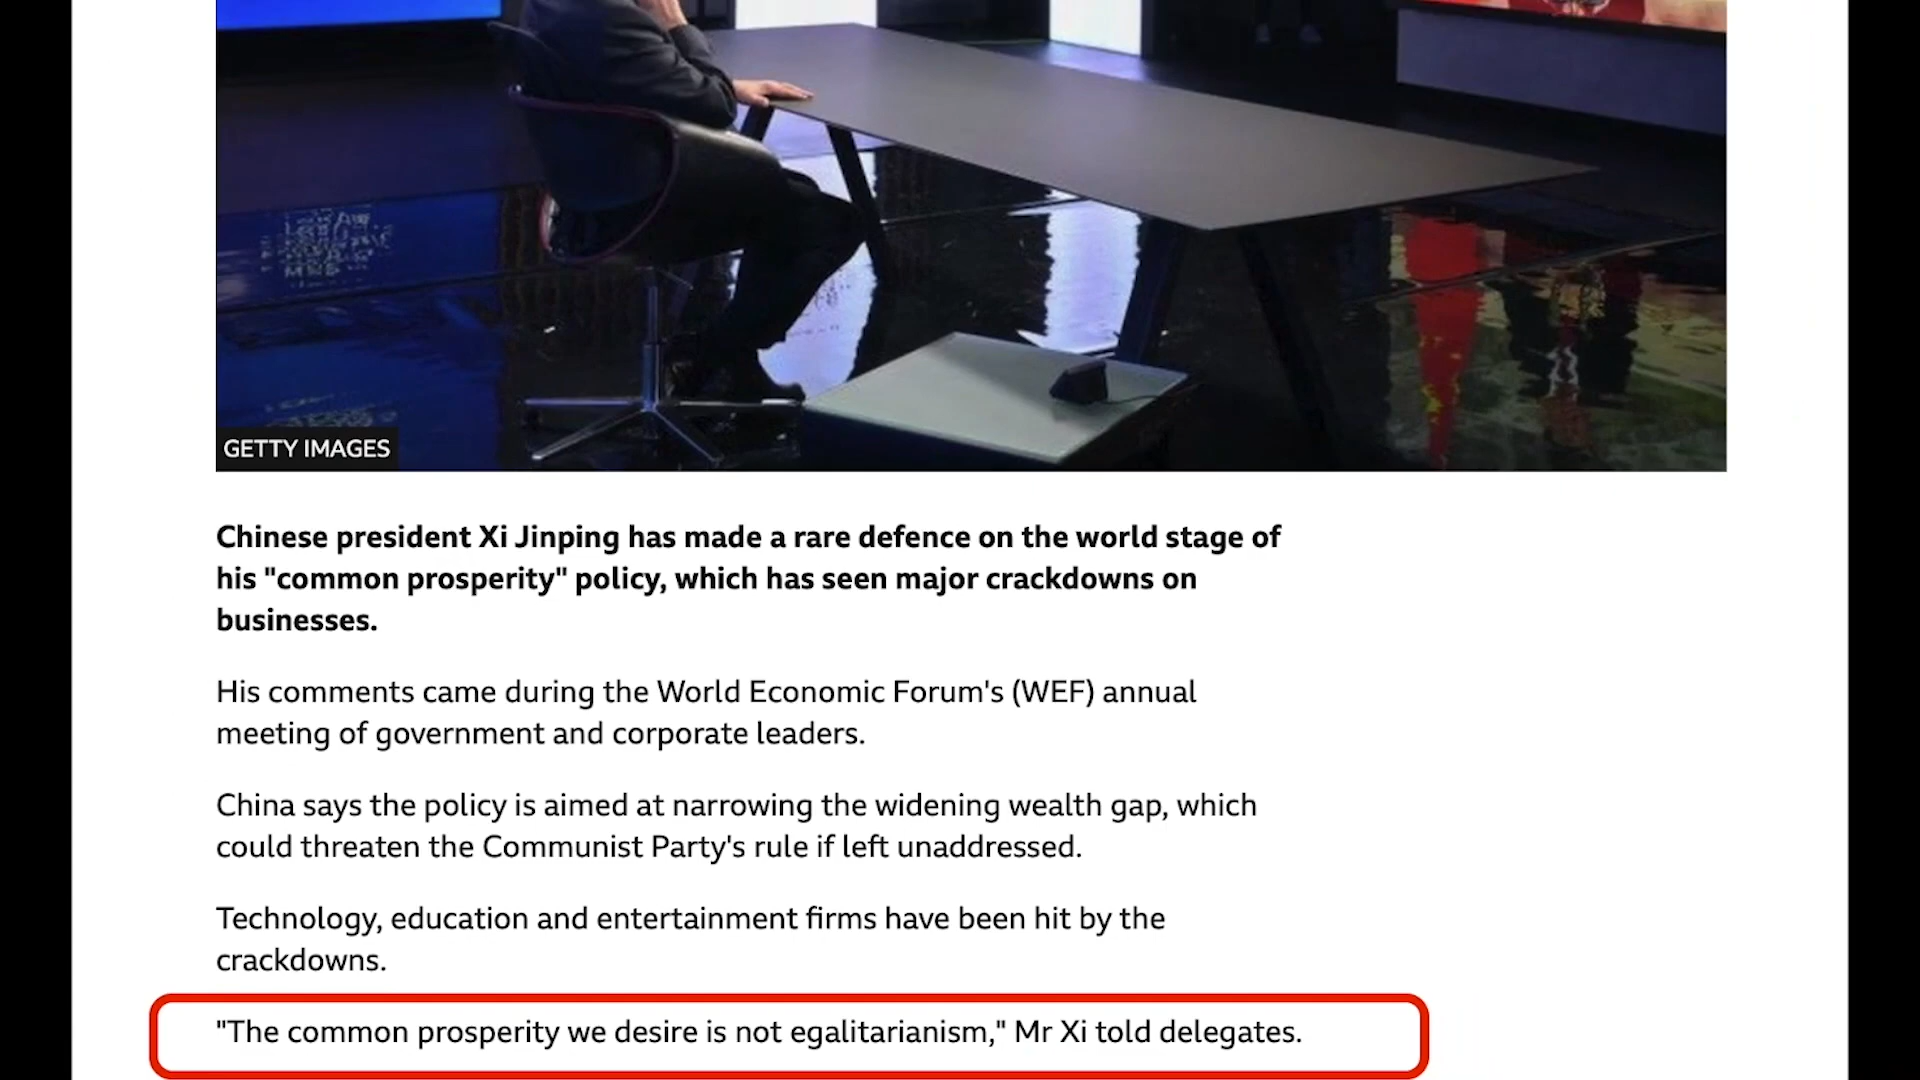 GETTY IMAGES
Chinese president Xi Jinping has made a rare defence on the world stage of
his "common prosperity" policy, which has seen major crackdowns on
businesses.
His comments came during the World Economic Forum's (WEF) annual
meeting of government and corporate leaders.
China says the policy is aimed at narrowing the widening wealth gap, which
could threaten the Communist Party's rule if left unaddressed.
Technology, education and entertainment firms have been hit by the
crackdowns.
"The common prosperity we desire is not egalitarianism," Mr Xi told delegates.